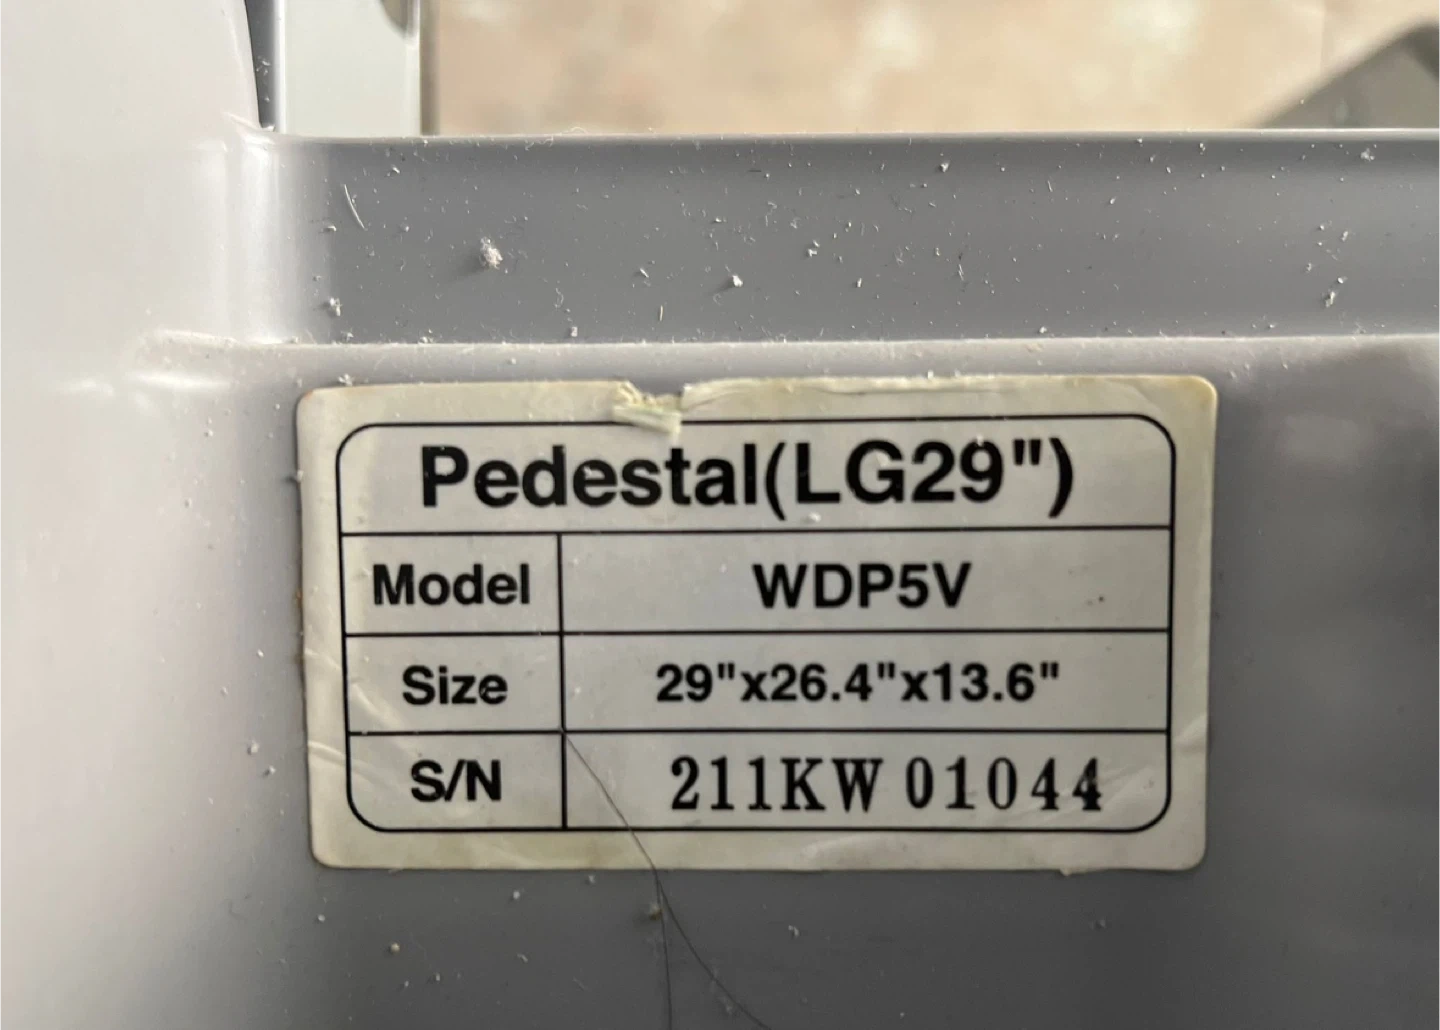 Pedestal(LG29")
Model WDP5V
Size 29"x26.4"x13.6"
S/N 211KW 01044